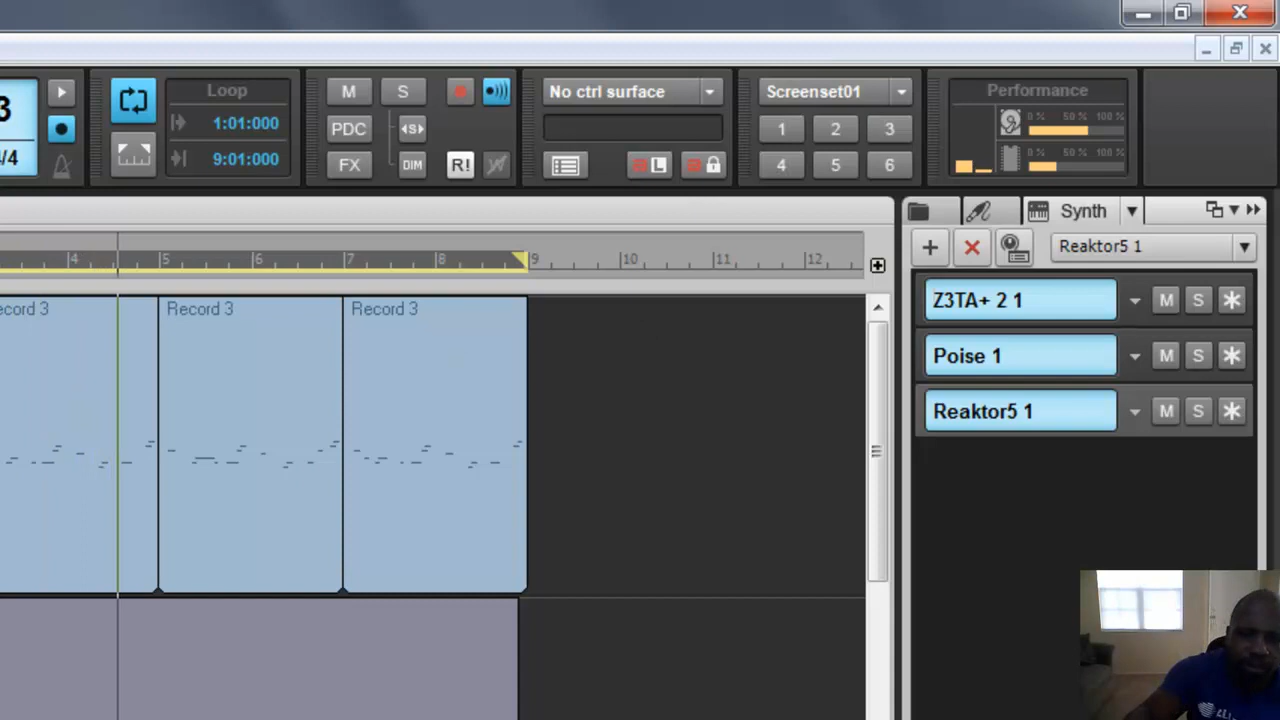 3
/4
Loop
1:01:000
9:01:000
M
S
PDC
<S>
FX
DIM
R!
No ctrl surface
L
Screenset01
1
2
3
4
5
6
Performance
0 % 50 % 100 %
0 % 50 % 100 %
Synth
Reaktor5 1
4
5
6
7
8
9
10
11
12
ecord 3
Record 3
Record 3
Z3TA+ 2 1
M
S
Poise 1
M
S
Reaktor5 1
M
S